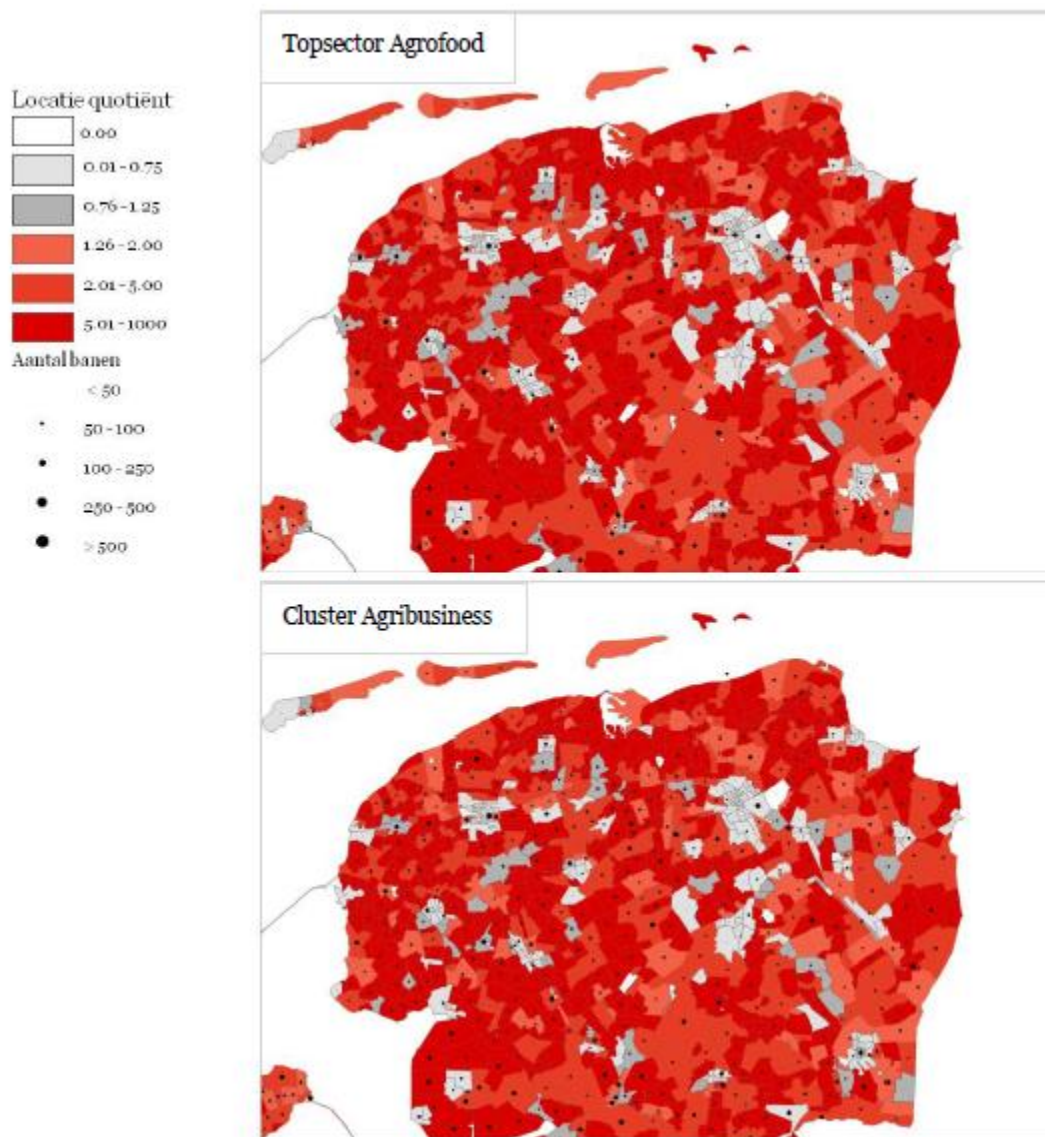 Topsector Agrofood
Locatie quotiënt
0.00
0.01 - 0.75
0.76 - 1.25
1.26 - 2.00
2.01 - 5.00
5.01 - 1000
Aantal banen
< 50
50 - 100
100 - 250
250 - 500
> 500
Cluster Agribusiness